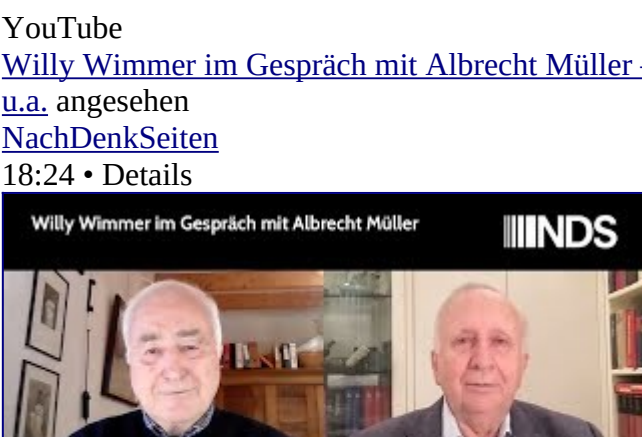 YouTube
Willy Wimmer im Gespräch mit Albrecht Müller -
u.a. angesehen
NachDenkSeiten
18:24 • Details
Willy Wimmer im Gespräch mit Albrecht Müller
NDS